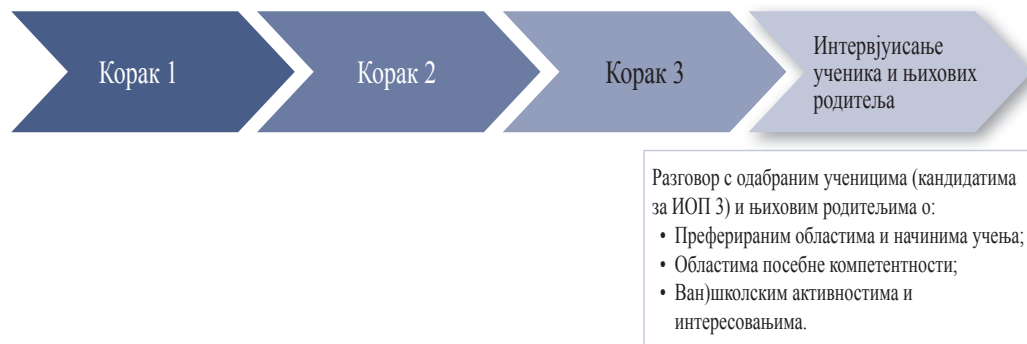 Корак 1
Корак 2
Корак 3
Интервјуисање
ученика и њихових
родитеља
Разговор с одабраним ученицима (кандидатима
за ИОП 3) и њиховим родитељима о:
• Преферираним областима и начинима учења;
• Областима посебне компетентности;
• Ван)школским активностима и
интересовањима.